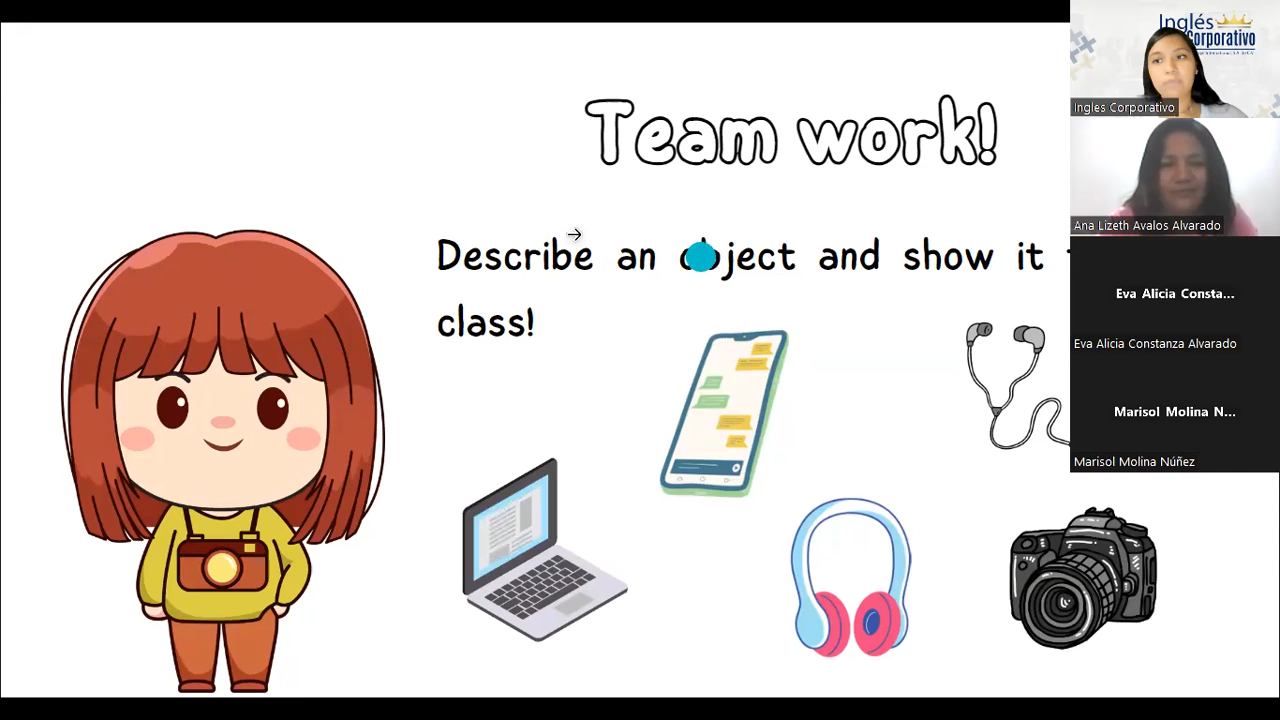 Team work!
Describe an object and show it
class!
Inglés
Corporativo
Ingles Corporativo
Ana Lizeth Avalos Alvarado
Eva Alicia Consta...
Eva Alicia Constanza Alvarado
Marisol Molina N...
Marisol Molina Núñez